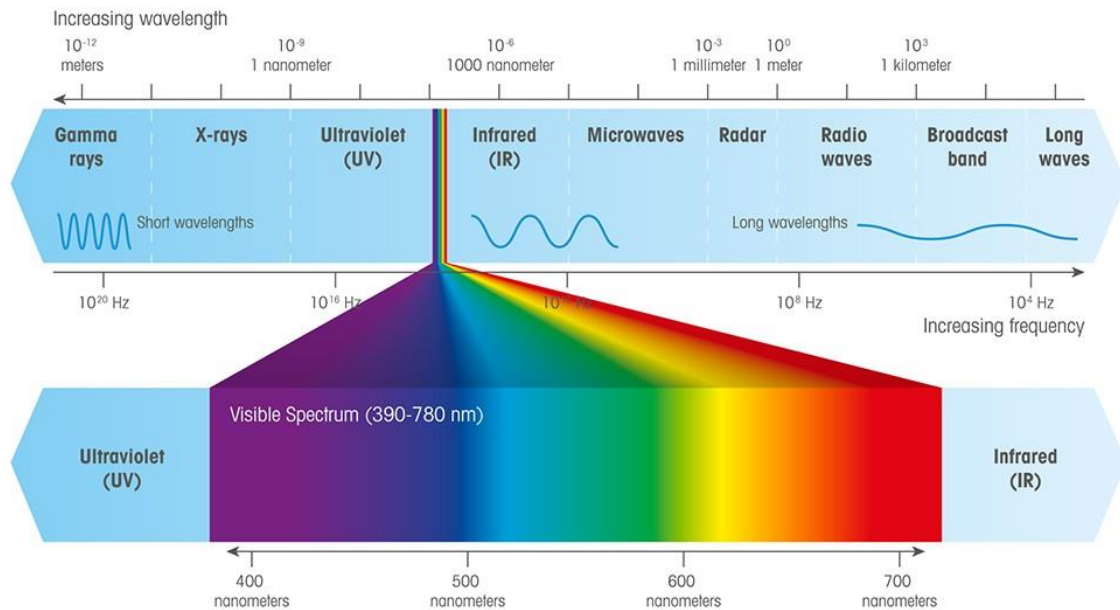 Increasing wavelength
10⁻¹² 10⁻⁹ 10⁻⁶ 10⁻³ 10⁰ 10³
meters 1 nanometer 1000 nanometer 1 millimeter 1 meter 1 kilometer
Gamma X-rays Ultraviolet Infrared Microwaves Radar Radio Broadcast Long
rays (UV) (IR) waves band waves
Short wavelengths Long wavelengths
10²⁰ Hz 10¹⁶ Hz Hz 10⁸ Hz 10⁴ Hz
Increasing frequency
Visible Spectrum (390-780 nm)
Ultraviolet Infrared
(UV) (IR)
400 500 600 700
nanometers nanometers nanometers nanometers